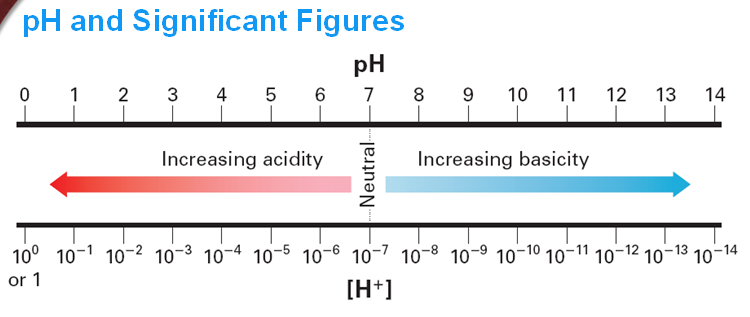 pH and Significant Figures
pH
0 1 2 3 4 5 6 7 8 9 10 11 12 13 14
Increasing acidity
Neutral
Increasing basicity
10⁰ 10⁻¹ 10⁻² 10⁻³ 10⁻⁴ 10⁻⁵ 10⁻⁶ 10⁻⁷ 10⁻⁸ 10⁻⁹ 10⁻¹⁰ 10⁻¹¹ 10⁻¹² 10⁻¹³ 10⁻¹⁴
or 1
[H⁺]